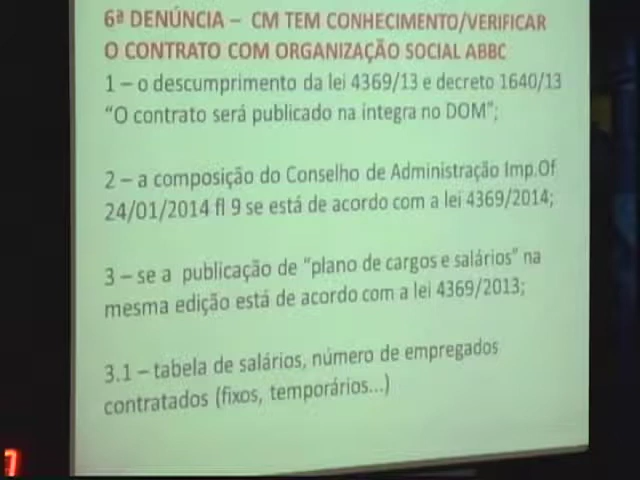 6ª DENÚNCIA – CM TEM CONHECIMENTO/VERIFICAR
O CONTRATO COM ORGANIZAÇÃO SOCIAL ABBC
1 – o descumprimento da lei 4369/13 e decreto 1640/13
“O contrato será publicado na integra no DOM”;
2 – a composição do Conselho de Administração Imp.Of
24/01/2014 fl 9 se está de acordo com a lei 4369/2014;
3 – se a publicação de “plano de cargos e salários” na
mesma edição está de acordo com a lei 4369/2013;
3.1 – tabela de salários, número de empregados
contratados (fixos, temporários...)